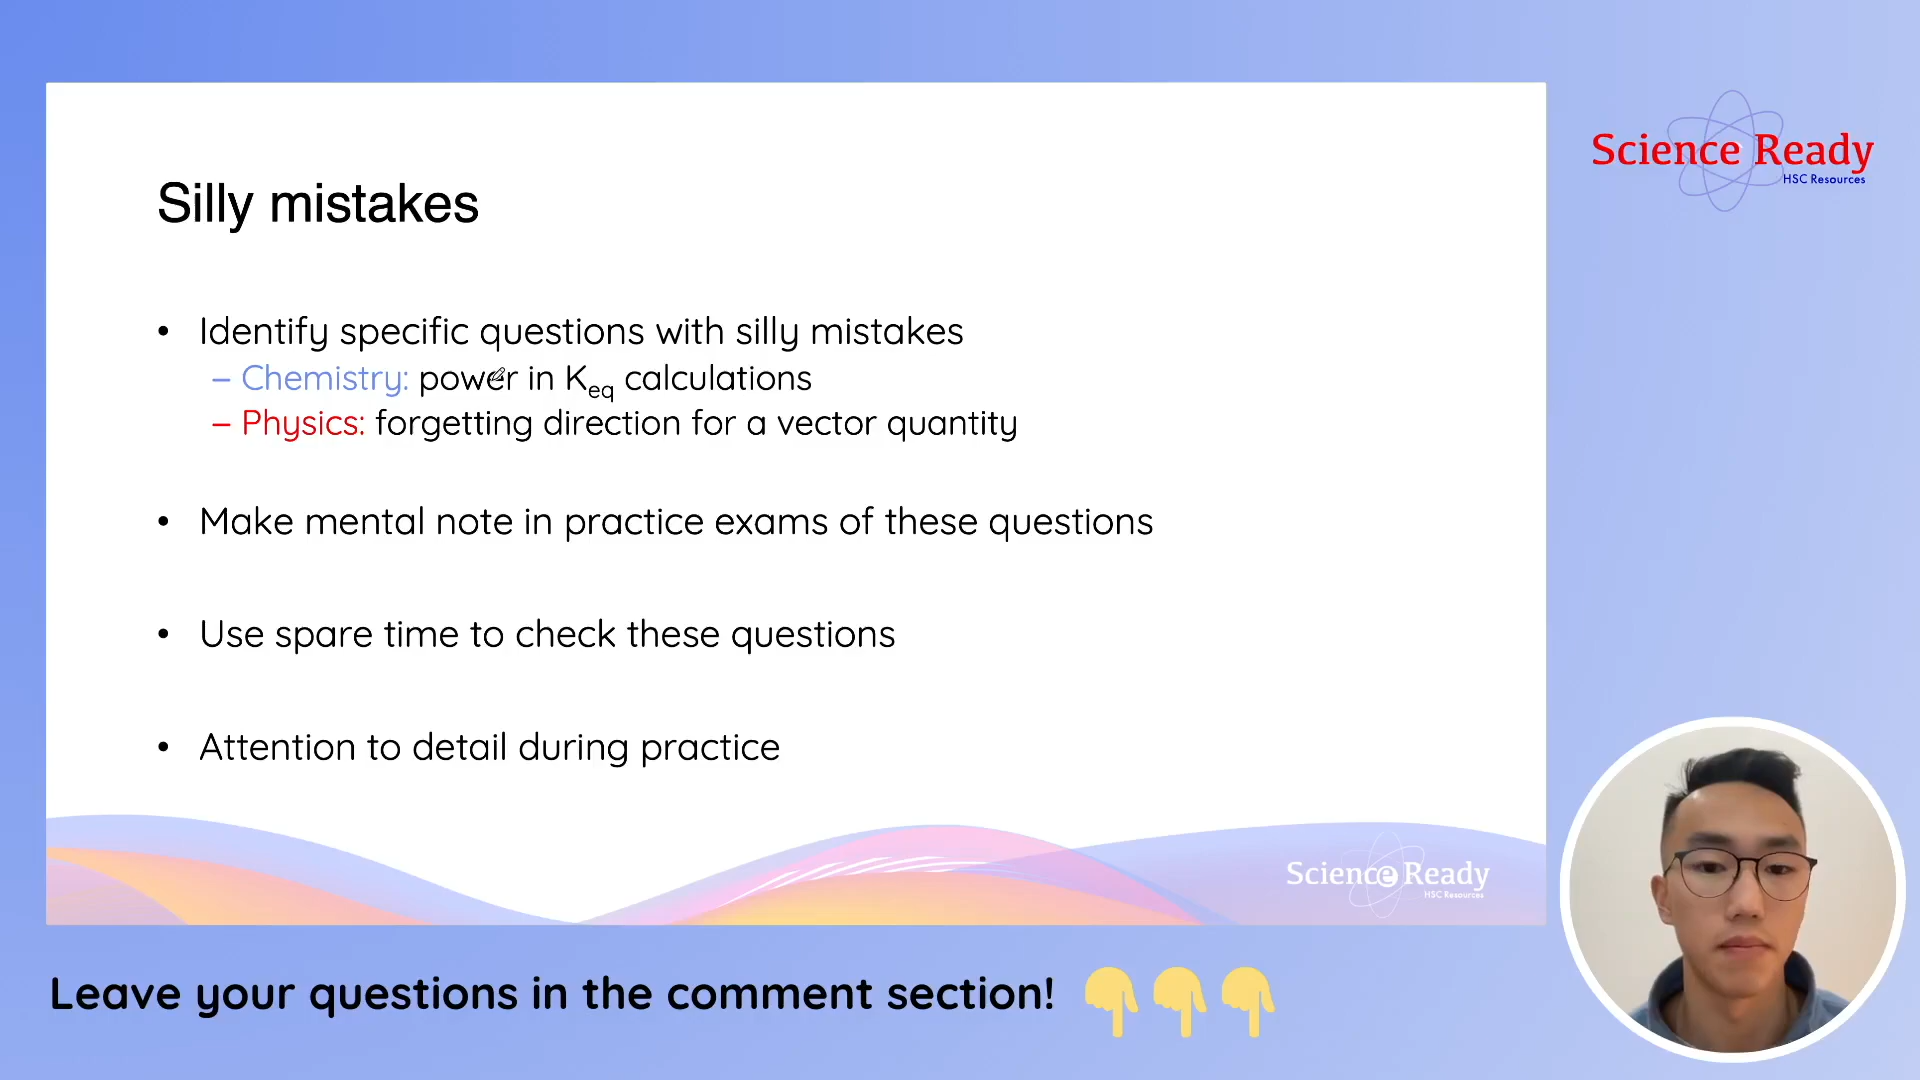 Science Ready
HSC Resources
Silly mistakes
• Identify specific questions with silly mistakes
– Chemistry: power in Keq calculations
– Physics: forgetting direction for a vector quantity
• Make mental note in practice exams of these questions
• Use spare time to check these questions
• Attention to detail during practice
Science Ready
HSC Resources
Leave your questions in the comment section!